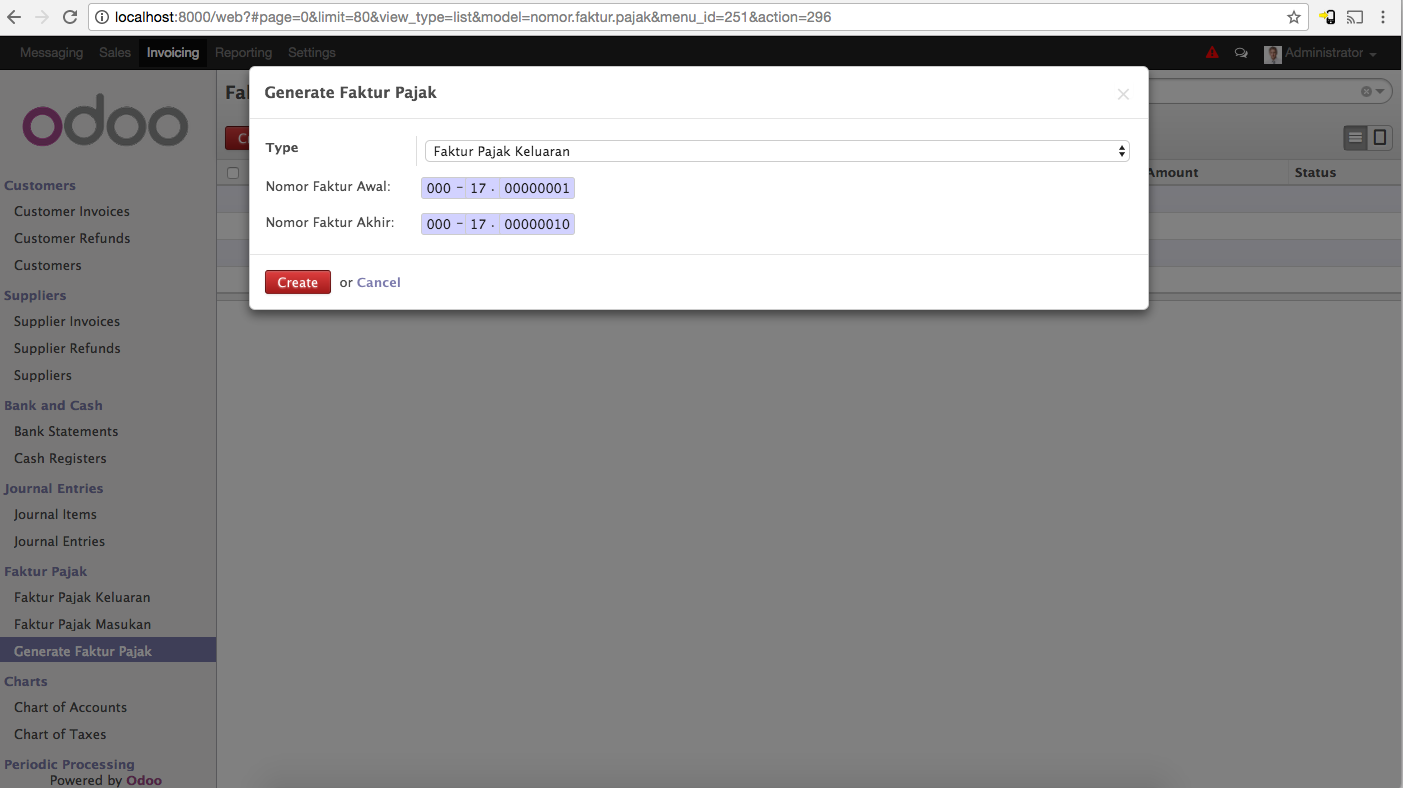 localhost:8000/web?#page=0&limit=80&view_type=list&model=nomor.faktur.pajak&menu_id=251&action=296
Messaging Sales Invoicing Reporting Settings Administrator
odoo
Customers
Customer Invoices
Customer Refunds
Customers
Suppliers
Supplier Invoices
Supplier Refunds
Suppliers
Bank and Cash
Bank Statements
Cash Registers
Journal Entries
Journal Items
Journal Entries
Faktur Pajak
Faktur Pajak Keluaran
Faktur Pajak Masukan
Generate Faktur Pajak
Charts
Chart of Accounts
Chart of Taxes
Periodic Processing
Powered by Odoo
Generate Faktur Pajak ×
Type Faktur Pajak Keluaran
Nomor Faktur Awal: 000 - 17 . 00000001
Nomor Faktur Akhir: 000 - 17 . 00000010
Create or Cancel
Amount Status